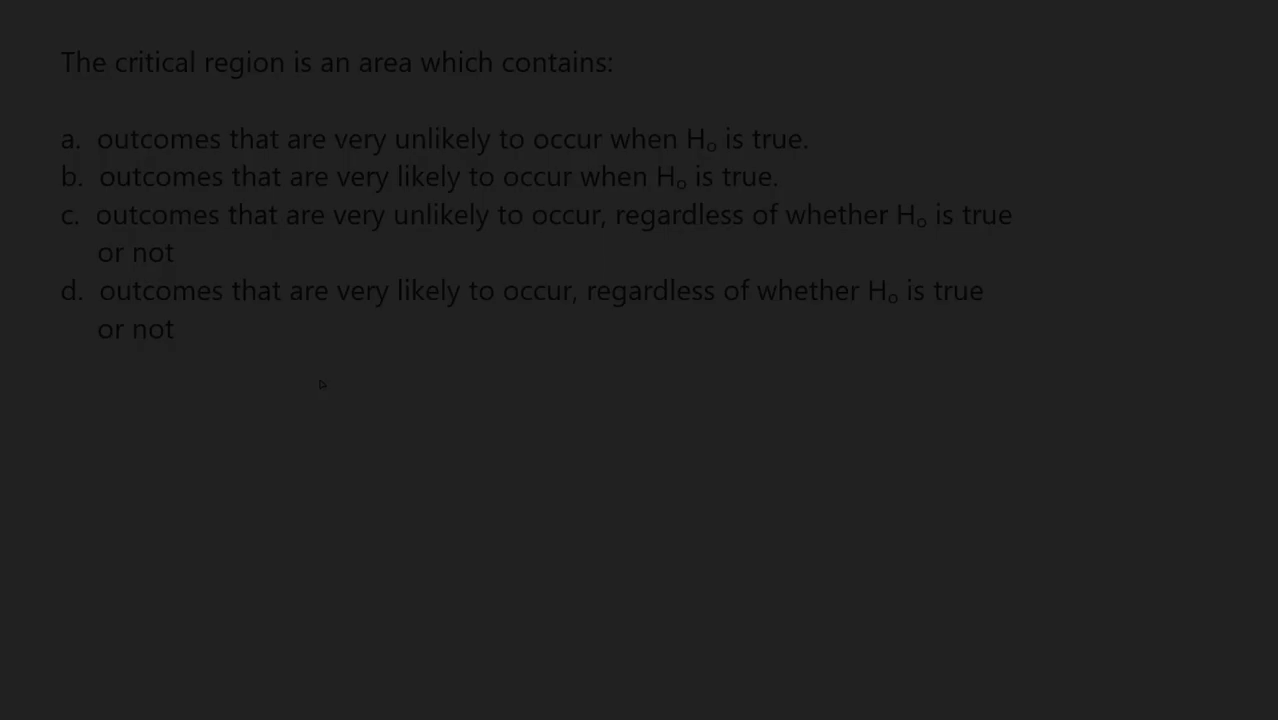 The critical region is an area which contains:
a. outcomes that are very unlikely to occur when Hₒ is true.
b. outcomes that are very likely to occur when Hₒ is true.
c. outcomes that are very unlikely to occur, regardless of whether Hₒ is true
or not
d. outcomes that are very likely to occur, regardless of whether Hₒ is true
or not